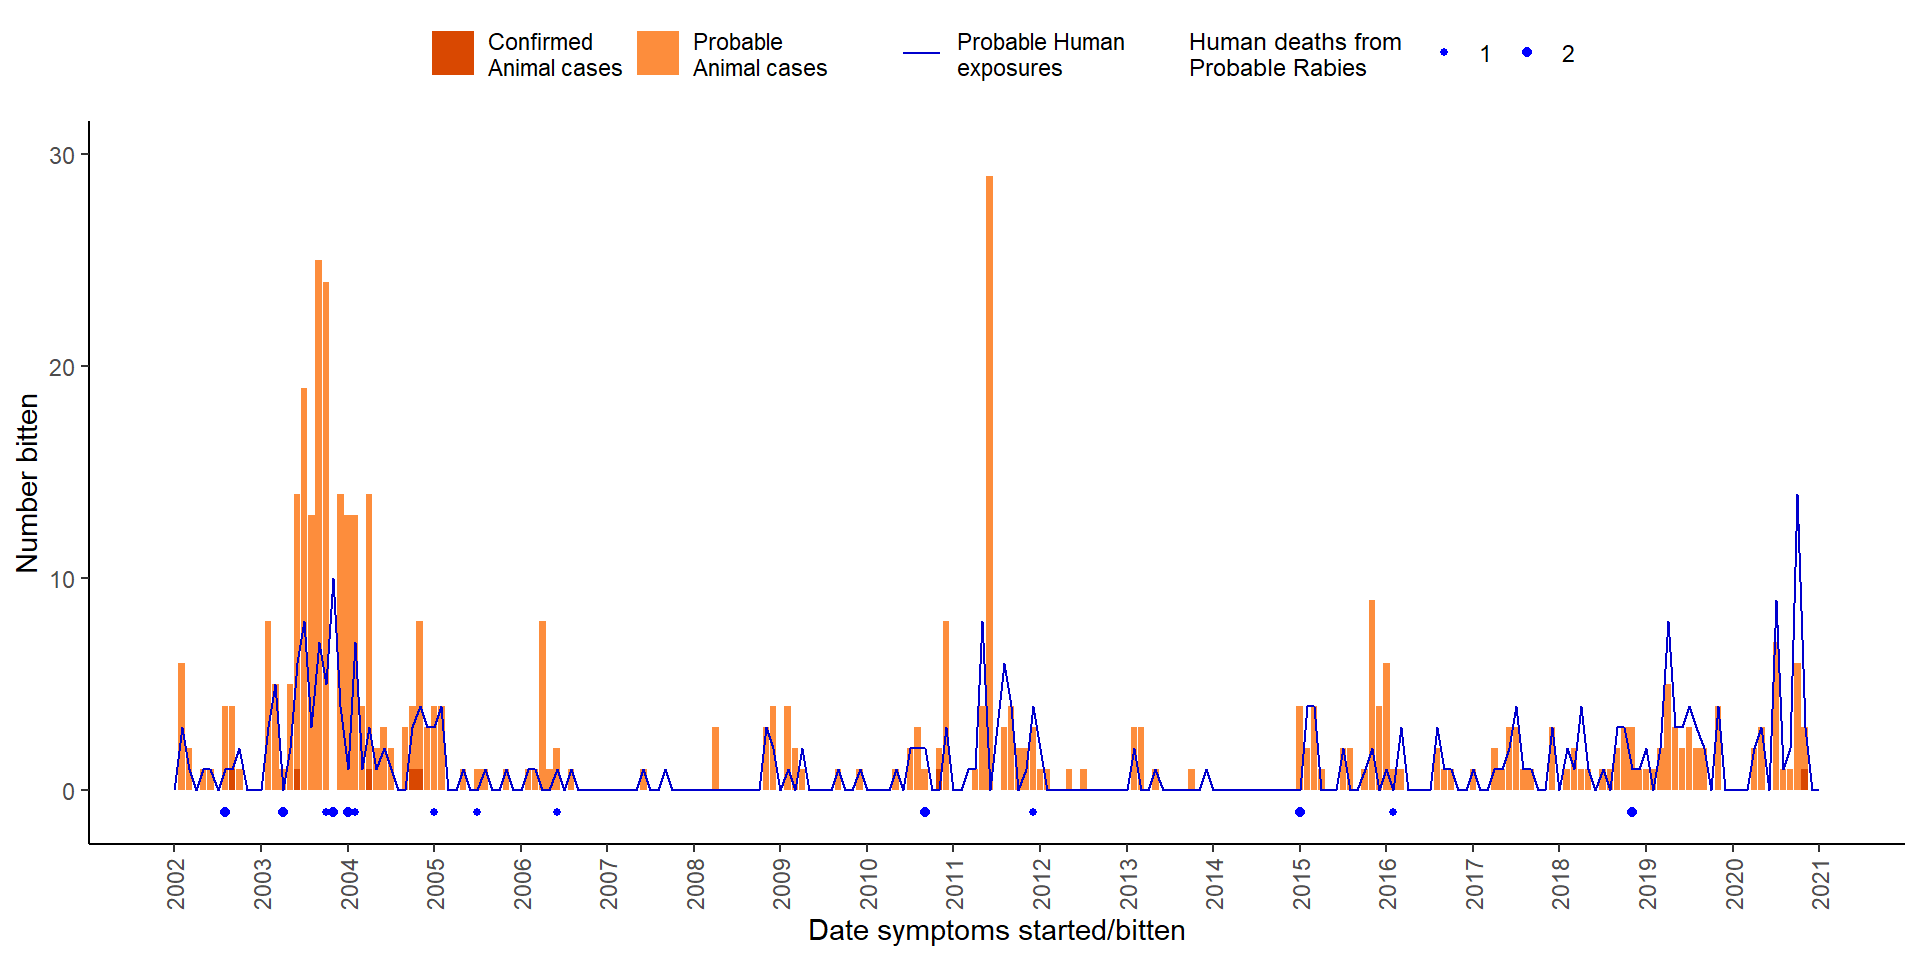 Confirmed
Animal cases
Probable
Animal cases
Probable Human
exposures
Human deaths from
Probable Rabies
1
2
Number bitten
30
20
10
0
2002
2003
2004
2005
2006
2007
2008
2009
2010
2011
2012
2013
2014
2015
2016
2017
2018
2019
2020
2021
Date symptoms started/bitten